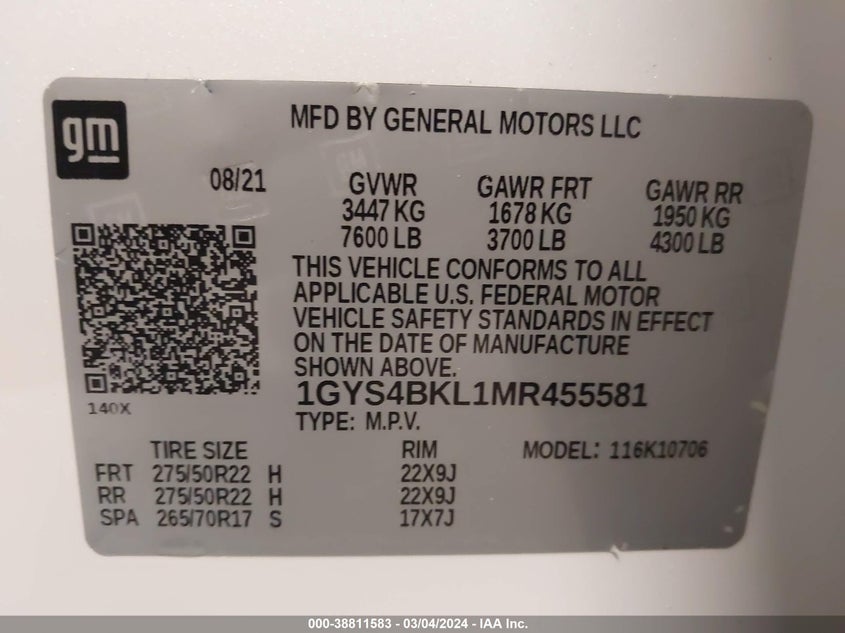 gm
MFD BY GENERAL MOTORS LLC
08/21 GVWR GAWR FRT GAWR RR
3447 KG 1678 KG 1950 KG
7600 LB 3700 LB 4300 LB
THIS VEHICLE CONFORMS TO ALL
APPLICABLE U.S. FEDERAL MOTOR
VEHICLE SAFETY STANDARDS IN EFFECT
ON THE DATE OF MANUFACTURE
SHOWN ABOVE.
1GYS4BKL1MR455581
140X
TYPE: M.P.V.
TIRE SIZE RIM MODEL: 116K10706
FRT 275/50R22 H 22X9J
RR 275/50R22 H 22X9J
SPA 265/70R17 S 17X7J
000-38811583 - 03/04/2024 - IAA Inc.